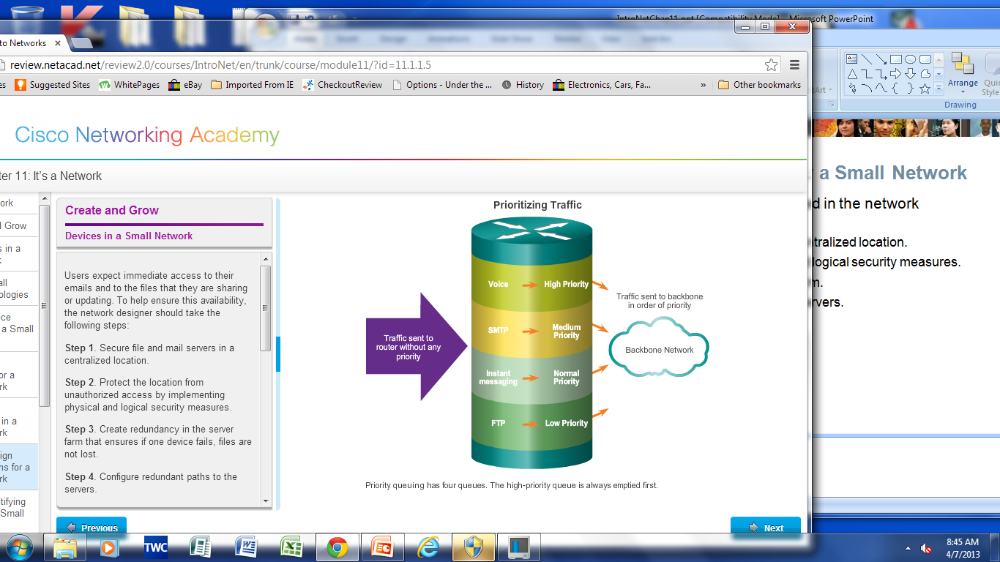 IntroNetChap11.ppt [Compatibility Mode] - Microsoft PowerPoint
to Networks
review.netacad.net/review2.0/courses/IntroNet/en/trunk/course/module11/?id=11.1.1.5
Suggested Sites WhitePages eBay Imported From IE CheckoutReview Options - Under the ... History Electronics, Cars, Fa... » Other bookmarks
Arrange
Quic
Style
Art
Drawing
Cisco Networking Academy
ter 11: It's a Network
ork
d Grow
s in a
k
all
ologies
ce
a Small
or a
rk
in a
rk
ign
ns for a
rk
tifying
Small
Create and Grow
Devices in a Small Network
Users expect immediate access to their
emails and to the files that they are sharing
or updating. To help ensure this availability,
the network designer should take the
following steps:
Step 1. Secure file and mail servers in a
centralized location.
Step 2. Protect the location from
unauthorized access by implementing
physical and logical security measures.
Step 3. Create redundancy in the server
farm that ensures if one device fails, files are
not lost.
Step 4. Configure redundant paths to the
servers.
Prioritizing Traffic
Traffic sent to
router without any
priority
Voice High Priority
SMTP Medium
Priority
Instant
messaging Normal
Priority
FTP Low Priority
Traffic sent to backbone
in order of priority
Backbone Network
Priority queuing has four queues. The high-priority queue is always emptied first.
Previous
Next
a Small Network
d in the network
tralized location.
logical security measures.
m.
rvers.
TWC
8:45 AM
4/7/2013